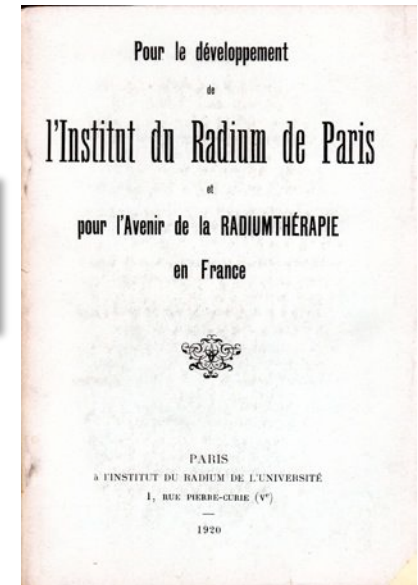 Pour le développement
de
l'Institut du Radium de Paris
et
pour l'Avenir de la RADIUMTHÉRAPIE
en France
PARIS
à l'INSTITUT DU RADIUM DE L'UNIVERSITÉ
1, RUE PIERRE-CURIE (Vᵉ)
1920